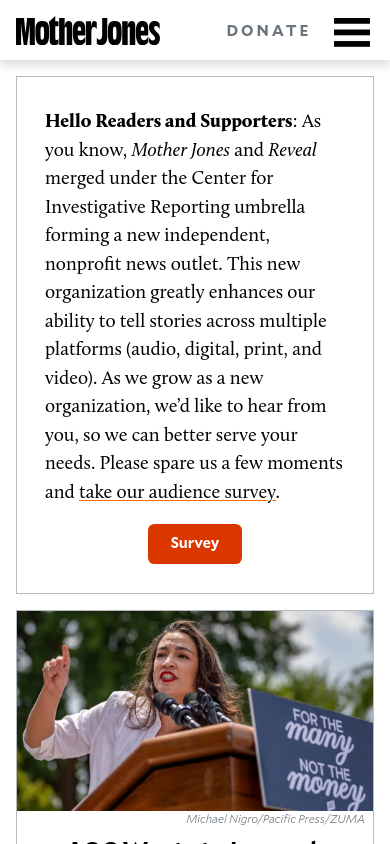 Mother Jones
DONATE
Hello Readers and Supporters: As
you know, Mother Jones and Reveal
merged under the Center for
Investigative Reporting umbrella
forming a new independent,
nonprofit news outlet. This new
organization greatly enhances our
ability to tell stories across multiple
platforms (audio, digital, print, and
video). As we grow as a new
organization, we’d like to hear from
you, so we can better serve your
needs. Please spare us a few moments
and take our audience survey.
Survey
FOR THE
many
NOT THE
money
Michael Nigro/Pacific Press/ZUMA